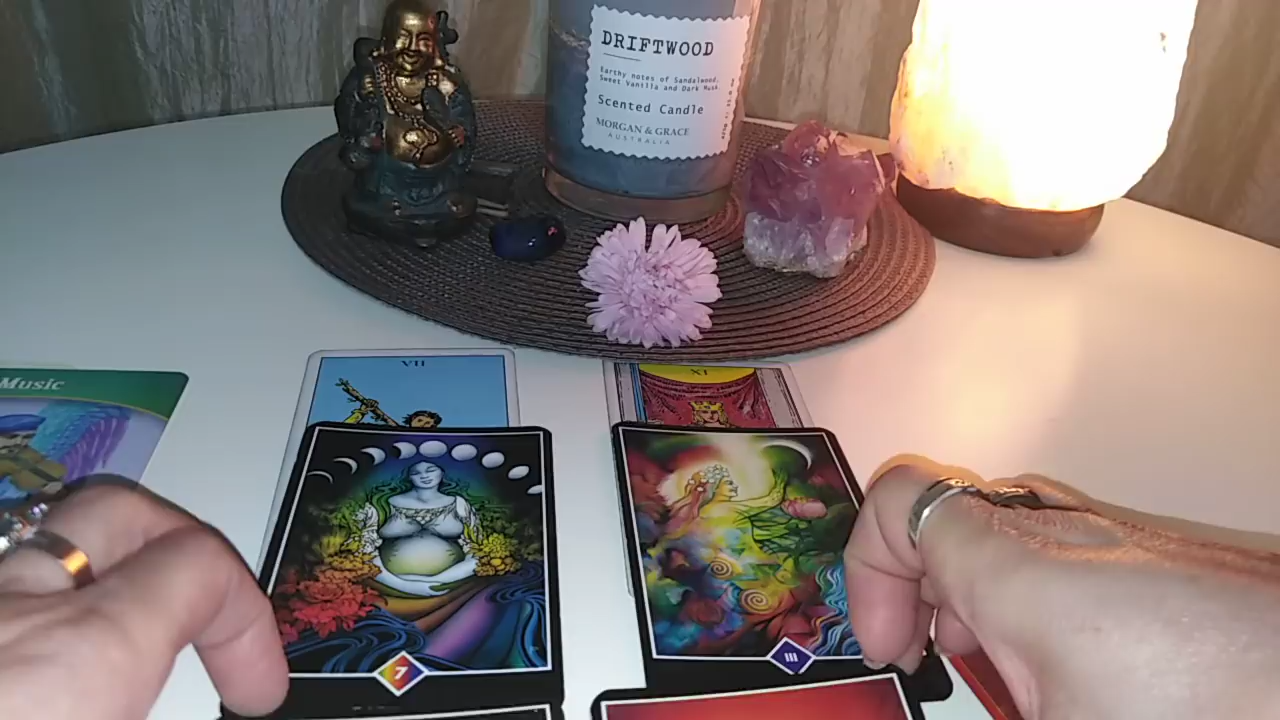 DRIFTWOOD
Earthy notes of Sandalwood,
Sweet Vanilla and Dark Musk
Scented Candle
MORGAN & GRACE
AUSTRALIA
Music
VII
XI
7
III